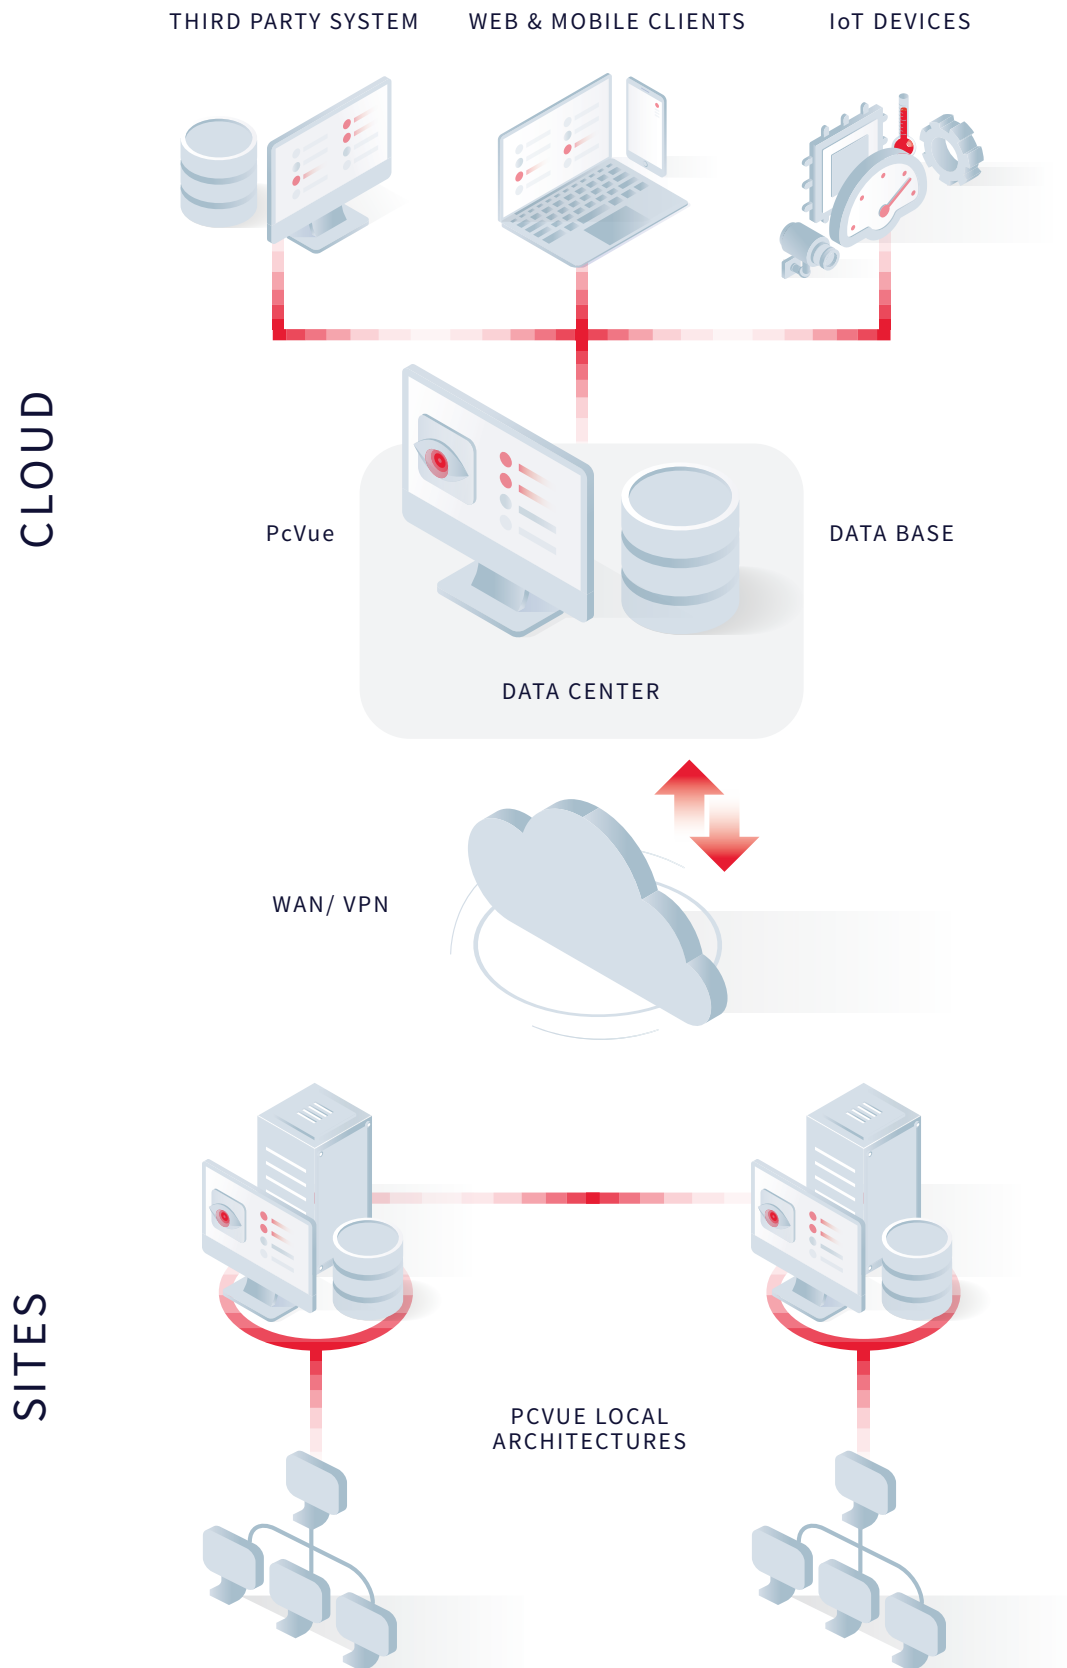 THIRD PARTY SYSTEM
WEB & MOBILE CLIENTS
IoT DEVICES
CLOUD
PcVue
DATA BASE
DATA CENTER
WAN/ VPN
SITES
PCVUE LOCAL
ARCHITECTURES